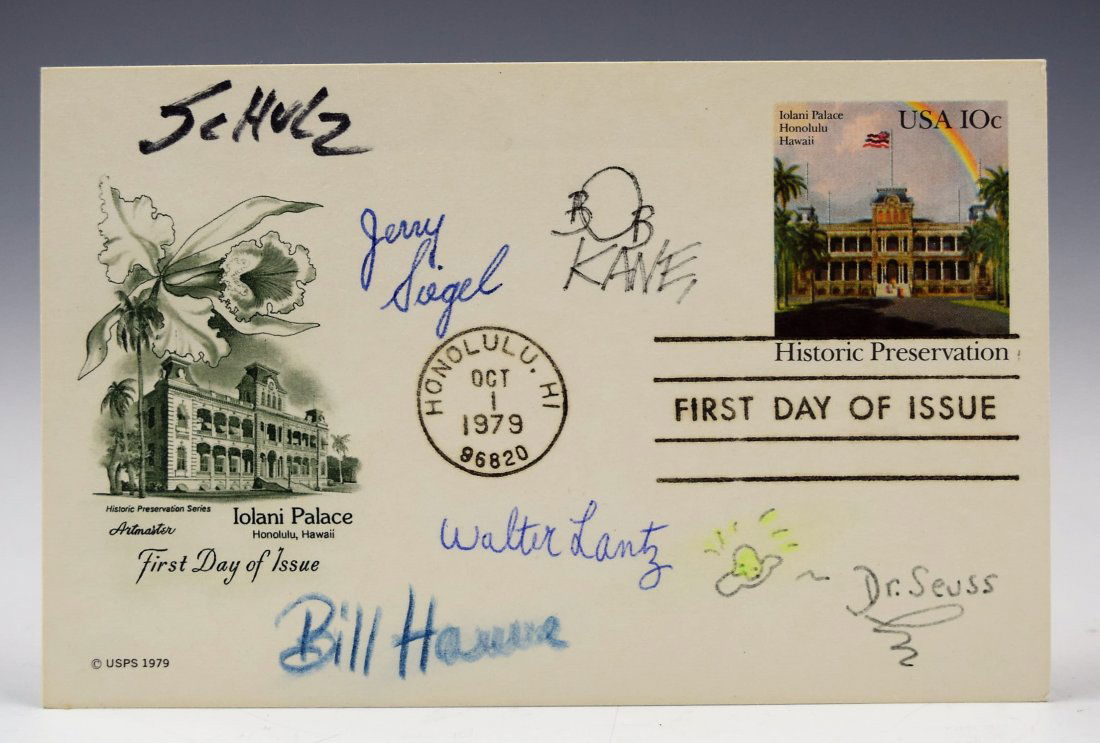 SCHULZ
Jerry
Siegel
BOB
KANE
Iolani Palace
Honolulu
Hawaii
USA 10c
Historic Preservation
FIRST DAY OF ISSUE
HONOLULU, HI
OCT
1
1979
96820
Historic Preservation Series
Artmaster
Iolani Palace
Honolulu, Hawaii
First Day of Issue
Walter Lantz
Dr. Seuss
Bill Hanna
© USPS 1979